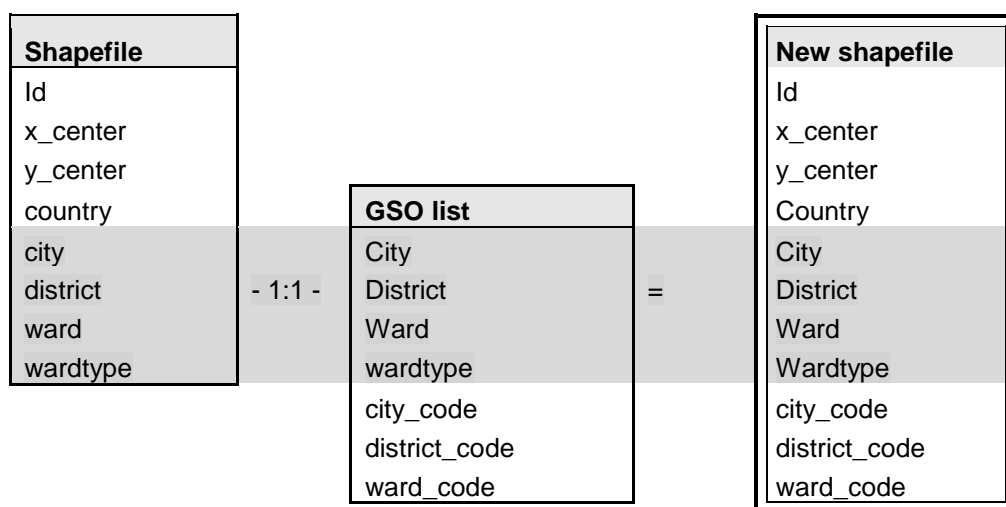 Shapefile
Id
x_center
y_center
country
city
district
ward
wardtype
- 1:1 -
GSO list
City
District
Ward
wardtype
city_code
district_code
ward_code
=
New shapefile
Id
x_center
y_center
Country
City
District
Ward
Wardtype
city_code
district_code
ward_code